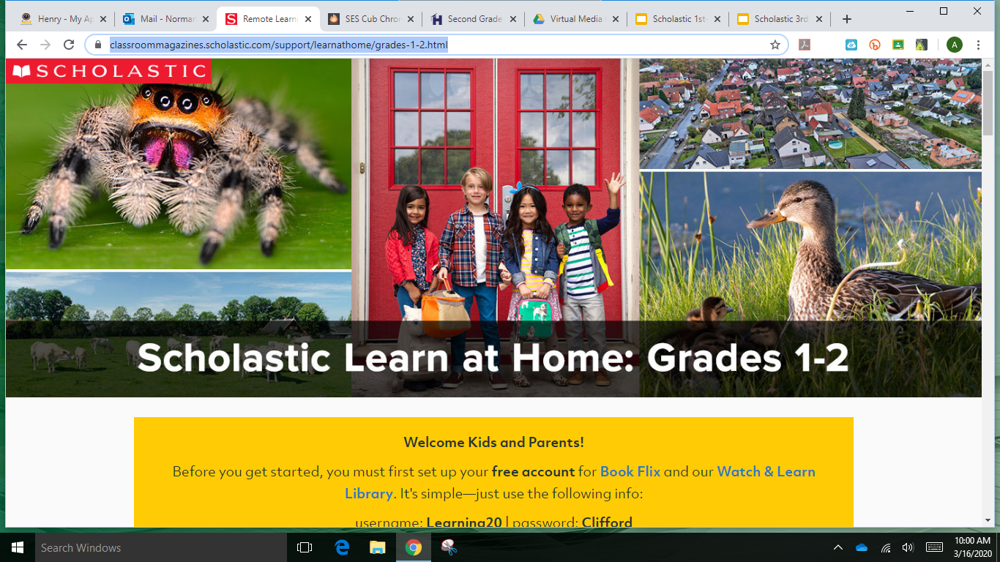 Henry - My Ap
Mail - Norman
Remote Learn
SES Cub Chron
Second Grade
Virtual Media
Scholastic 1st
Scholastic 3rd
classroommagazines.scholastic.com/support/learnathome/grades-1-2.html
A
SCHOLASTIC
Scholastic Learn at Home: Grades 1-2
Welcome Kids and Parents!
Before you get started, you must first set up your free account for Book Flix and our Watch & Learn
Library. It's simple—just use the following info:
username: Learning20 | password: Clifford
Search Windows
10:00 AM
3/16/2020